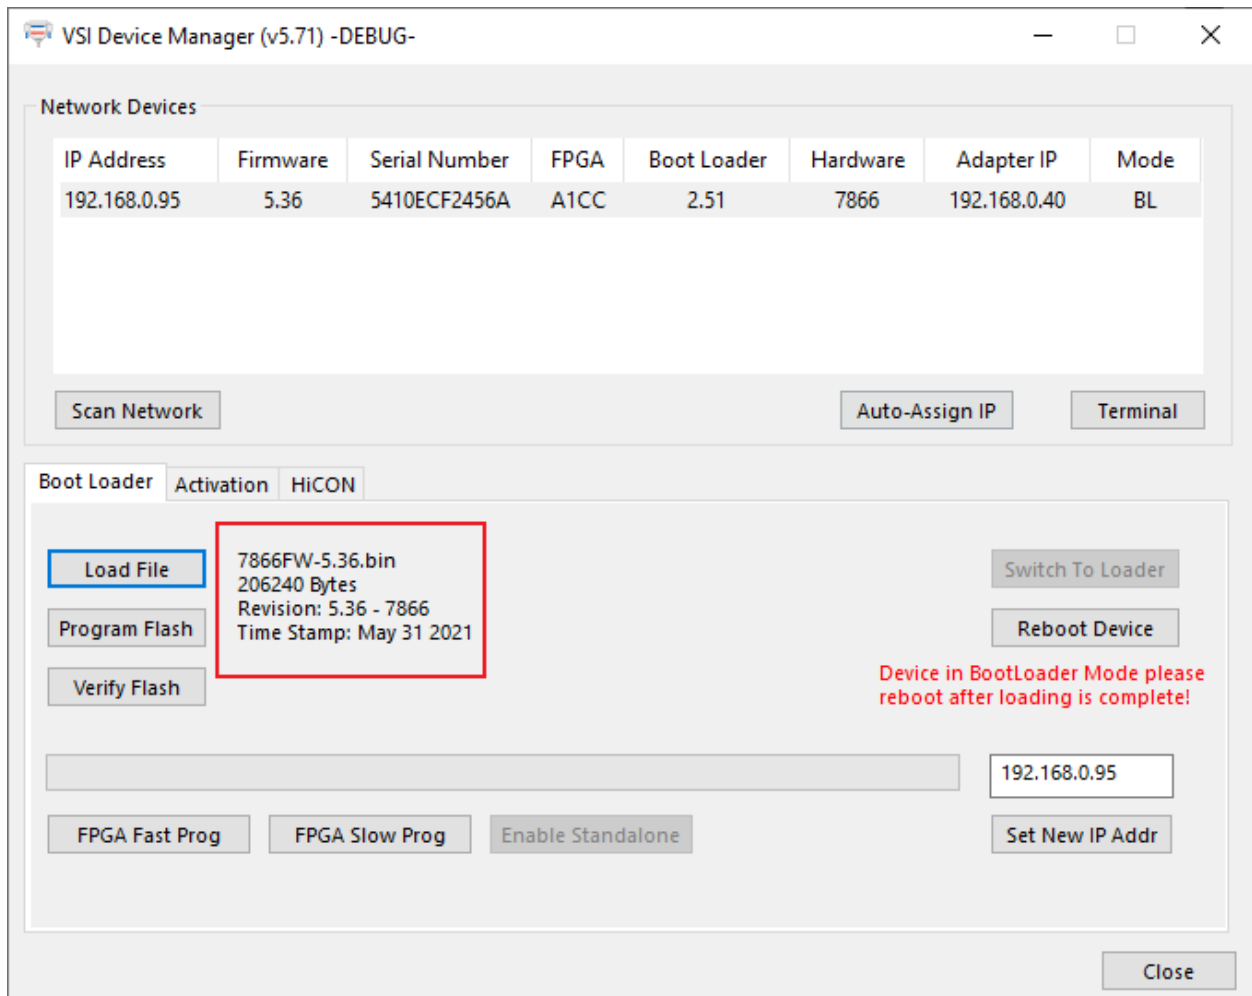 VSI Device Manager (v5.71) -DEBUG-
Network Devices
IP Address Firmware Serial Number FPGA Boot Loader Hardware Adapter IP Mode
192.168.0.95 5.36 5410ECF2456A A1CC 2.51 7866 192.168.0.40 BL
Scan Network Auto-Assign IP Terminal
Boot Loader Activation HiCON
Load File
Program Flash
Verify Flash
7866FW-5.36.bin
206240 Bytes
Revision: 5.36 - 7866
Time Stamp: May 31 2021
Switch To Loader
Reboot Device
Device in BootLoader Mode please
reboot after loading is complete!
192.168.0.95
FPGA Fast Prog FPGA Slow Prog Enable Standalone Set New IP Addr
Close